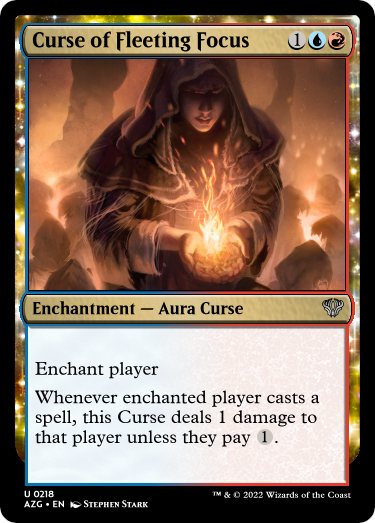 Curse of Fleeting Focus 1
Enchantment — Aura Curse
Enchant player
Whenever enchanted player casts a
spell, this Curse deals 1 damage to
that player unless they pay 1.
U 0218
AZG • EN Stephen Stark
™ & © 2022 Wizards of the Coast